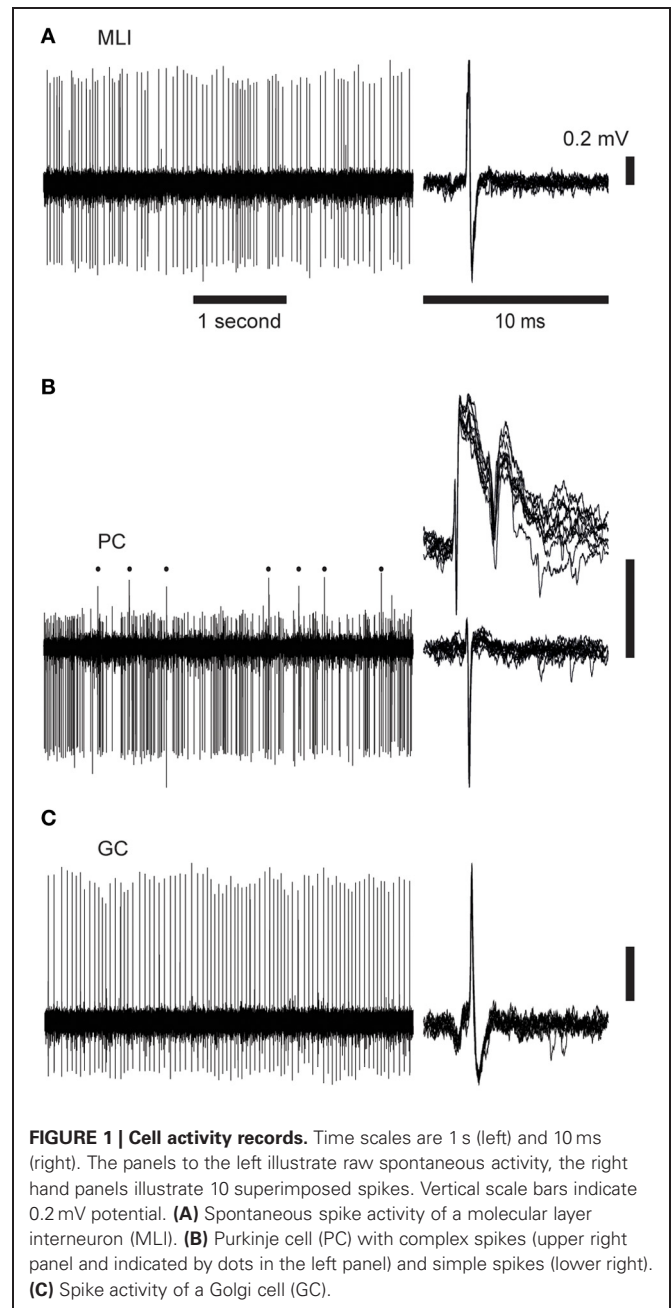 A MLI
0.2 mV
1 second 10 ms
B
PC
C
GC
FIGURE 1 | Cell activity records. Time scales are 1 s (left) and 10 ms
(right). The panels to the left illustrate raw spontaneous activity, the right
hand panels illustrate 10 superimposed spikes. Vertical scale bars indicate
0.2 mV potential. (A) Spontaneous spike activity of a molecular layer
interneuron (MLI). (B) Purkinje cell (PC) with complex spikes (upper right
panel and indicated by dots in the left panel) and simple spikes (lower right).
(C) Spike activity of a Golgi cell (GC).